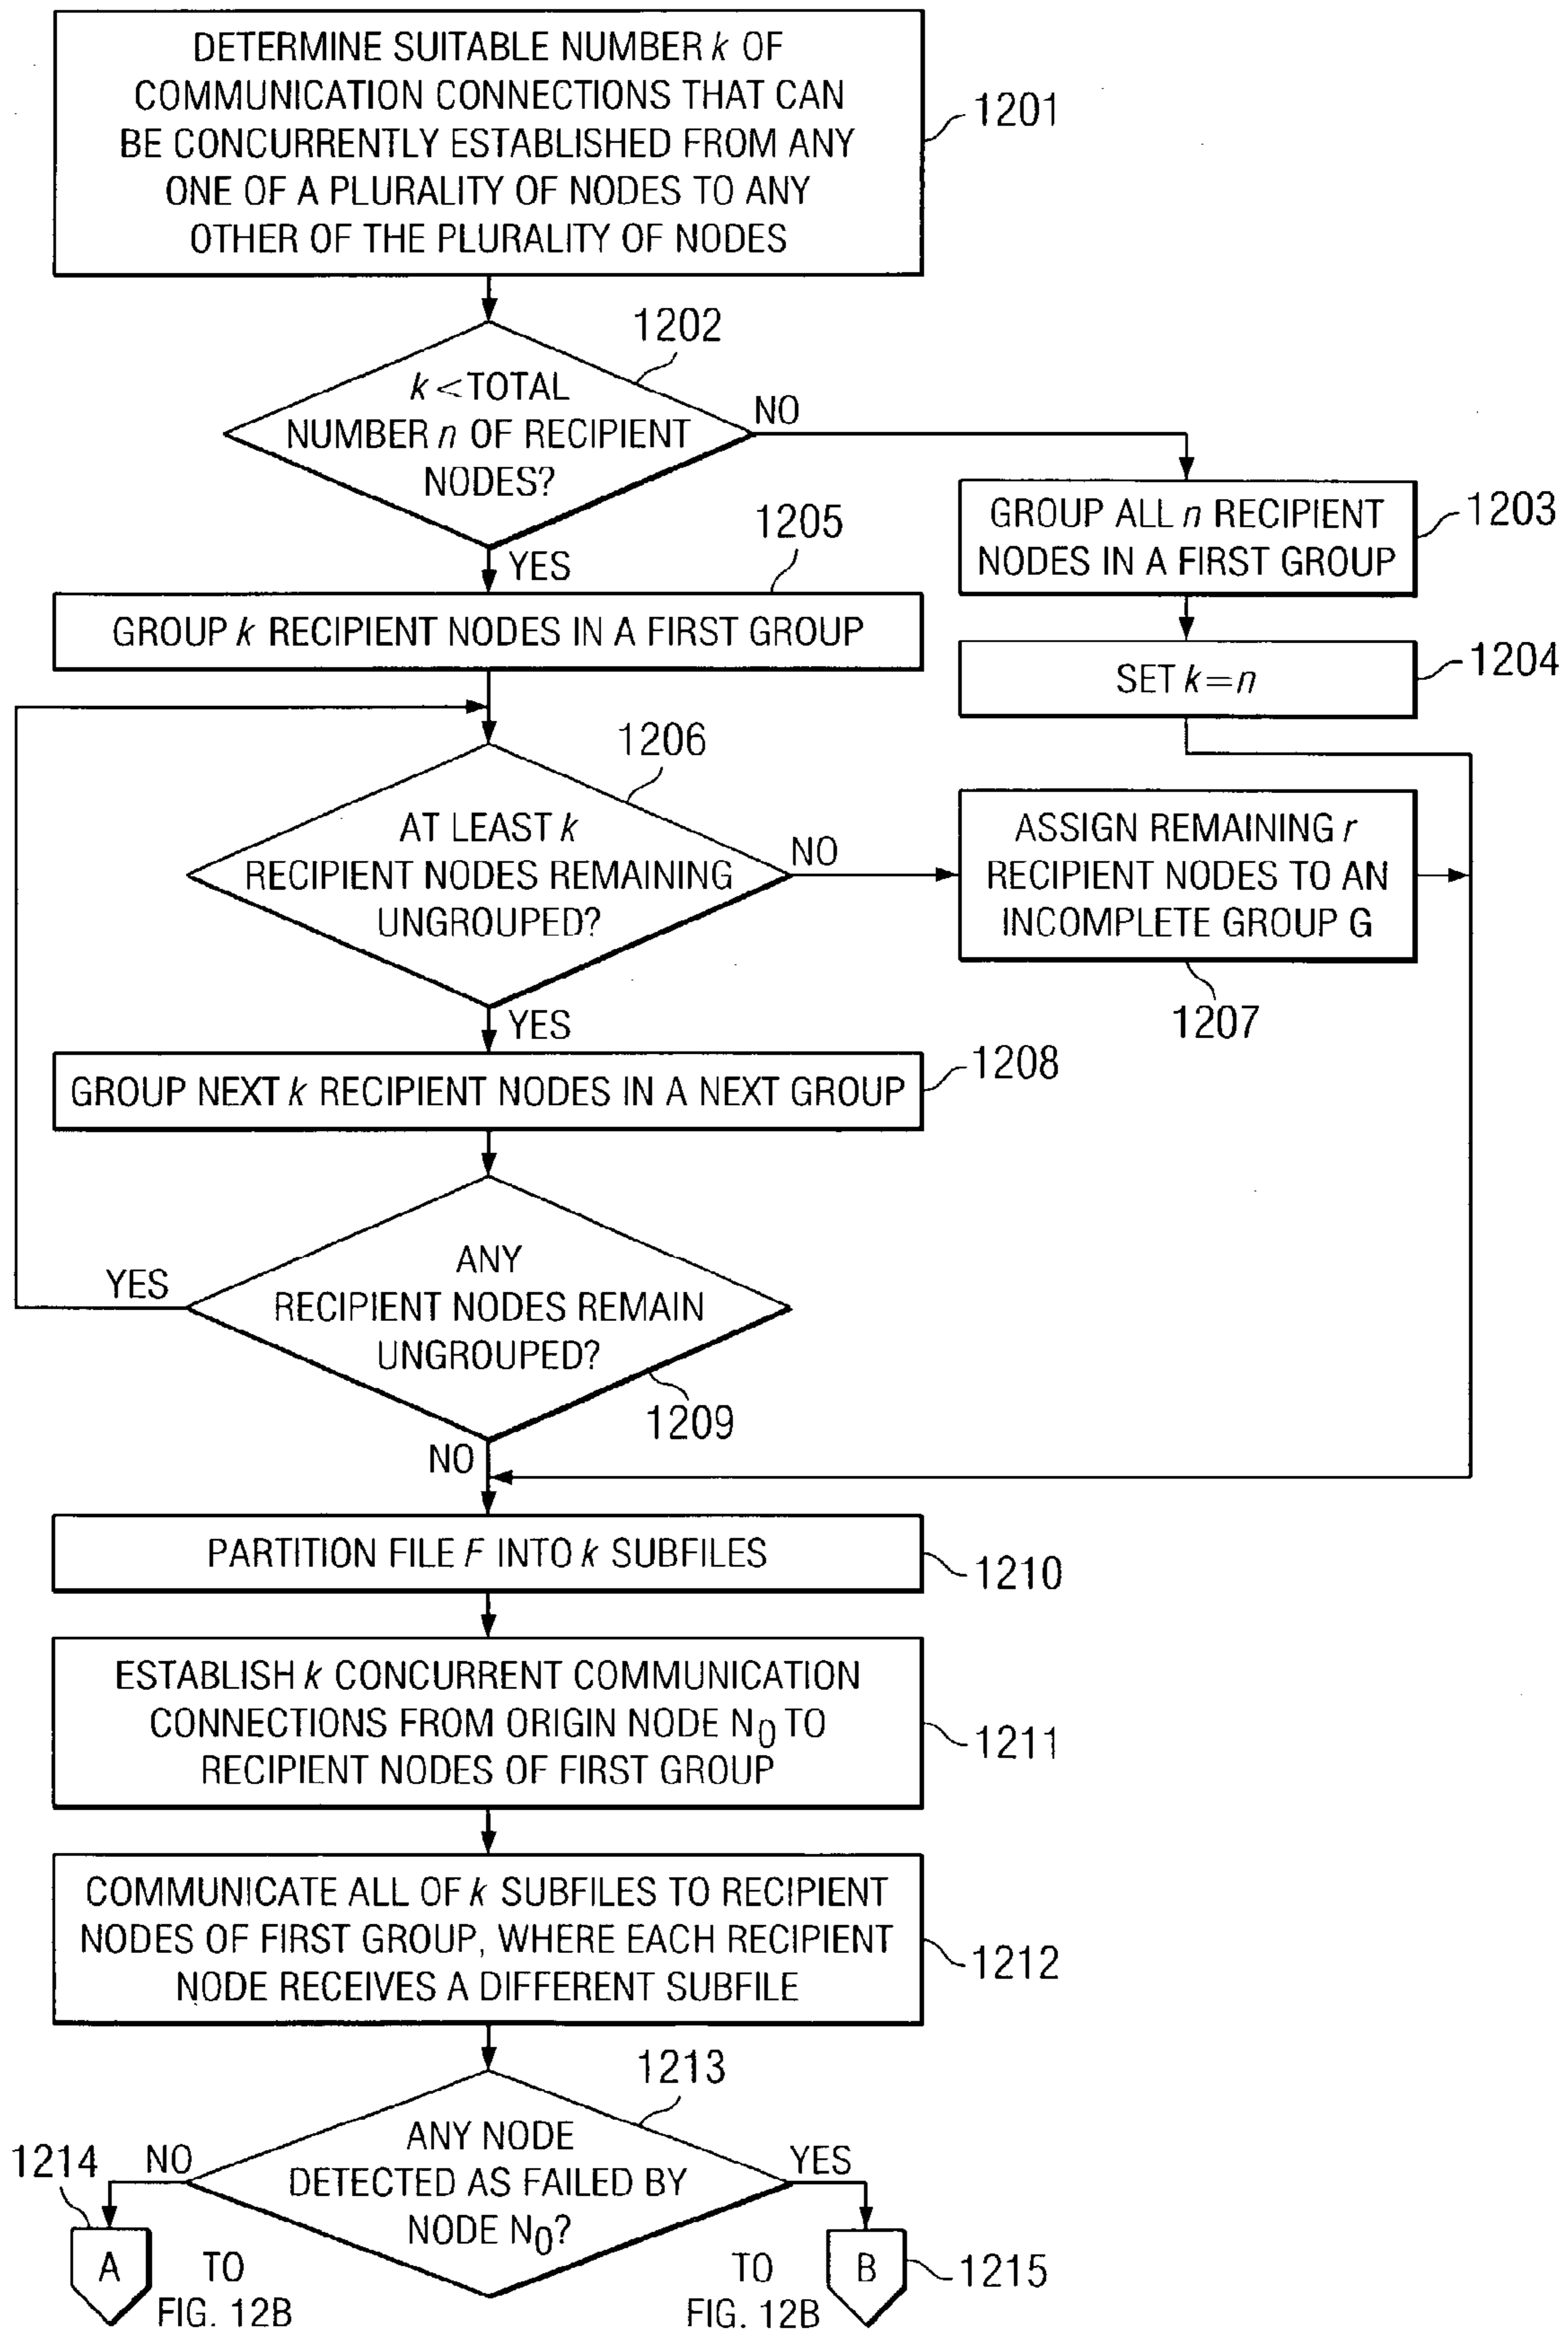 DETERMINE SUITABLE NUMBER k OF
COMMUNICATION CONNECTIONS THAT CAN
BE CONCURRENTLY ESTABLISHED FROM ANY
ONE OF A PLURALITY OF NODES TO ANY
OTHER OF THE PLURALITY OF NODES
1201
1202
k <TOTAL
NUMBER n OF RECIPIENT
NODES?
NO
YES
GROUP ALL n RECIPIENT
NODES IN A FIRST GROUP
1203
SET k=n
1204
1205
GROUP k RECIPIENT NODES IN A FIRST GROUP
1206
AT LEAST k
RECIPIENT NODES REMAINING
UNGROUPED?
NO
YES
ASSIGN REMAINING r
RECIPIENT NODES TO AN
INCOMPLETE GROUP G
1207
GROUP NEXT k RECIPIENT NODES IN A NEXT GROUP
1208
ANY
RECIPIENT NODES REMAIN
UNGROUPED?
YES
1209
NO
PARTITION FILE F INTO k SUBFILES
1210
ESTABLISH k CONCURRENT COMMUNICATION
CONNECTIONS FROM ORIGIN NODE N0 TO
RECIPIENT NODES OF FIRST GROUP
1211
COMMUNICATE ALL OF k SUBFILES TO RECIPIENT
NODES OF FIRST GROUP, WHERE EACH RECIPIENT
NODE RECEIVES A DIFFERENT SUBFILE
1212
1213
ANY NODE
DETECTED AS FAILED BY
NODE N0?
NO
YES
1214
A
TO
FIG. 12B
TO
FIG. 12B
B
1215